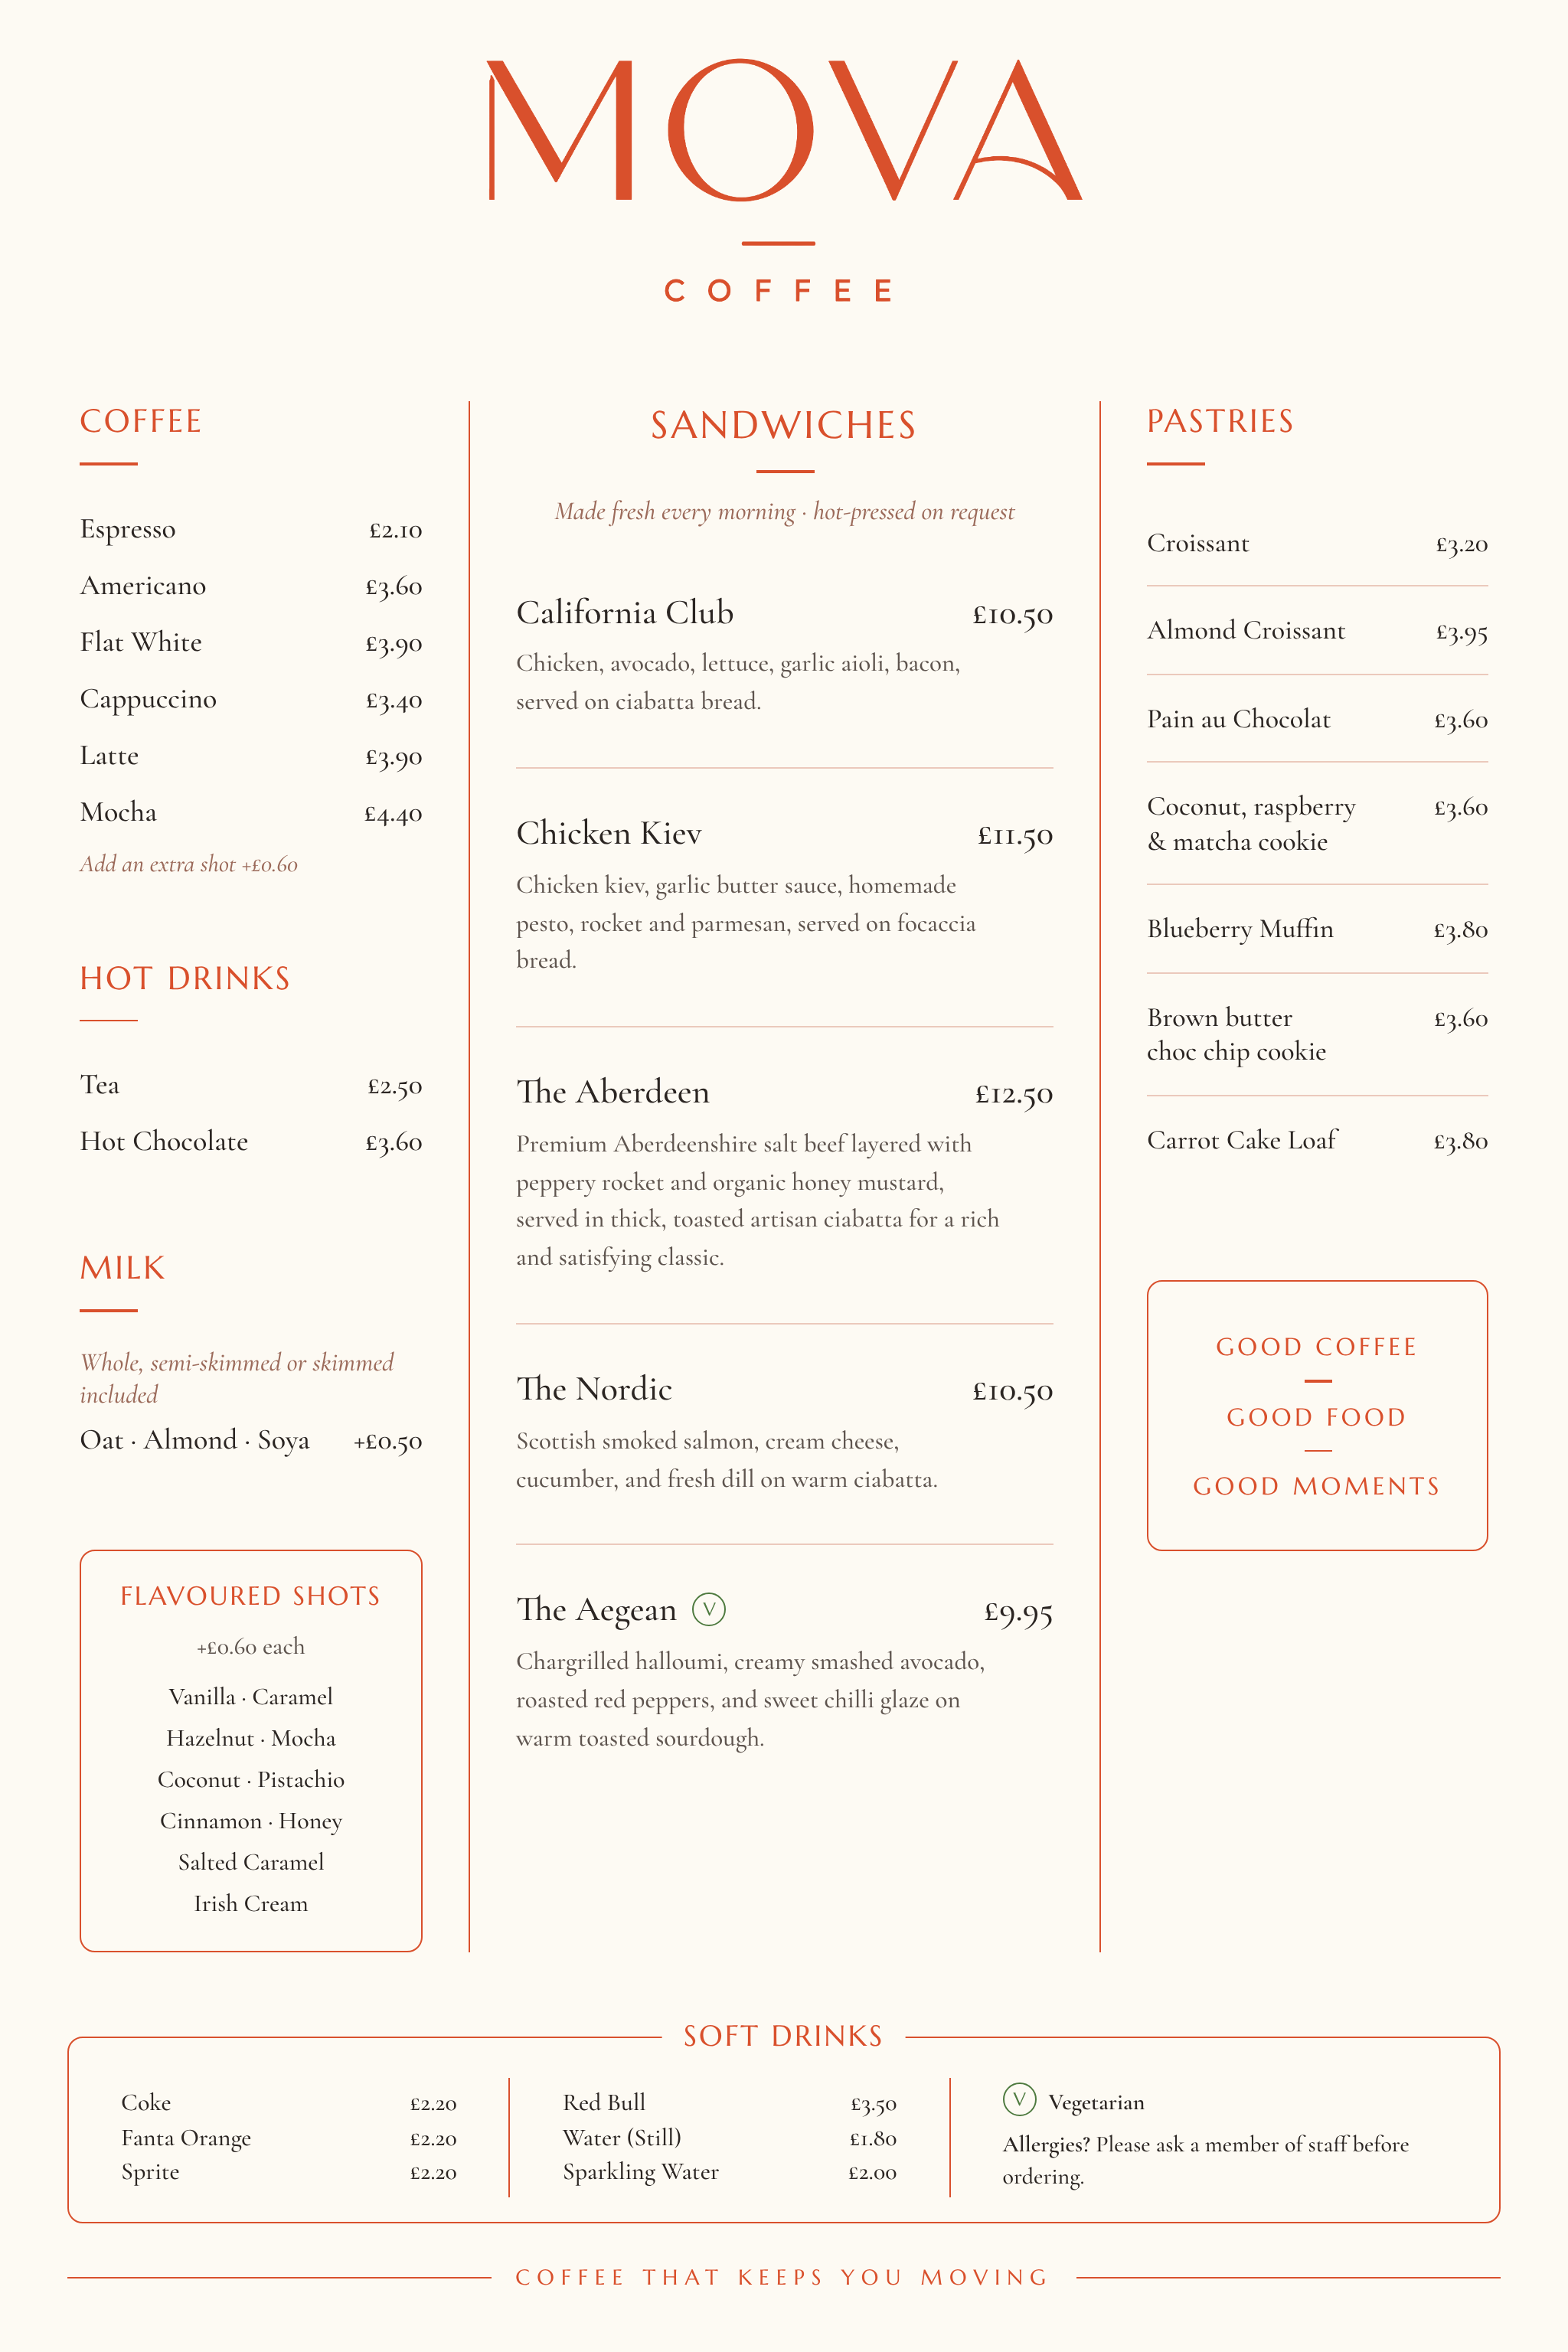 MOVA
COFFEE
COFFEE
Espresso £2.10
Americano £3.60
Flat White £3.90
Cappuccino £3.40
Latte £3.90
Mocha £4.40
Add an extra shot +£0.60
HOT DRINKS
Tea £2.50
Hot Chocolate £3.60
MILK
Whole, semi-skimmed or skimmed
included
Oat · Almond · Soya +£0.50
FLAVOURED SHOTS
+£0.60 each
Vanilla · Caramel
Hazelnut · Mocha
Coconut · Pistachio
Cinnamon · Honey
Salted Caramel
Irish Cream
SANDWICHES
Made fresh every morning · hot-pressed on request
California Club £10.50
Chicken, avocado, lettuce, garlic aioli, bacon,
served on ciabatta bread.
Chicken Kiev £11.50
Chicken kiev, garlic butter sauce, homemade
pesto, rocket and parmesan, served on focaccia
bread.
The Aberdeen £12.50
Premium Aberdeenshire salt beef layered with
peppery rocket and organic honey mustard,
served in thick, toasted artisan ciabatta for a rich
and satisfying classic.
The Nordic £10.50
Scottish smoked salmon, cream cheese,
cucumber, and fresh dill on warm ciabatta.
The Aegean V £9.95
Chargrilled halloumi, creamy smashed avocado,
roasted red peppers, and sweet chilli glaze on
warm toasted sourdough.
PASTRIES
Croissant £3.20
Almond Croissant £3.95
Pain au Chocolat £3.60
Coconut, raspberry £3.60
& matcha cookie
Blueberry Muffin £3.80
Brown butter £3.60
choc chip cookie
Carrot Cake Loaf £3.80
GOOD COFFEE
GOOD FOOD
GOOD MOMENTS
SOFT DRINKS
Coke £2.20
Fanta Orange £2.20
Sprite £2.20
Red Bull £3.50
Water (Still) £1.80
Sparkling Water £2.00
V Vegetarian
Allergies? Please ask a member of staff before
ordering.
COFFEE THAT KEEPS YOU MOVING